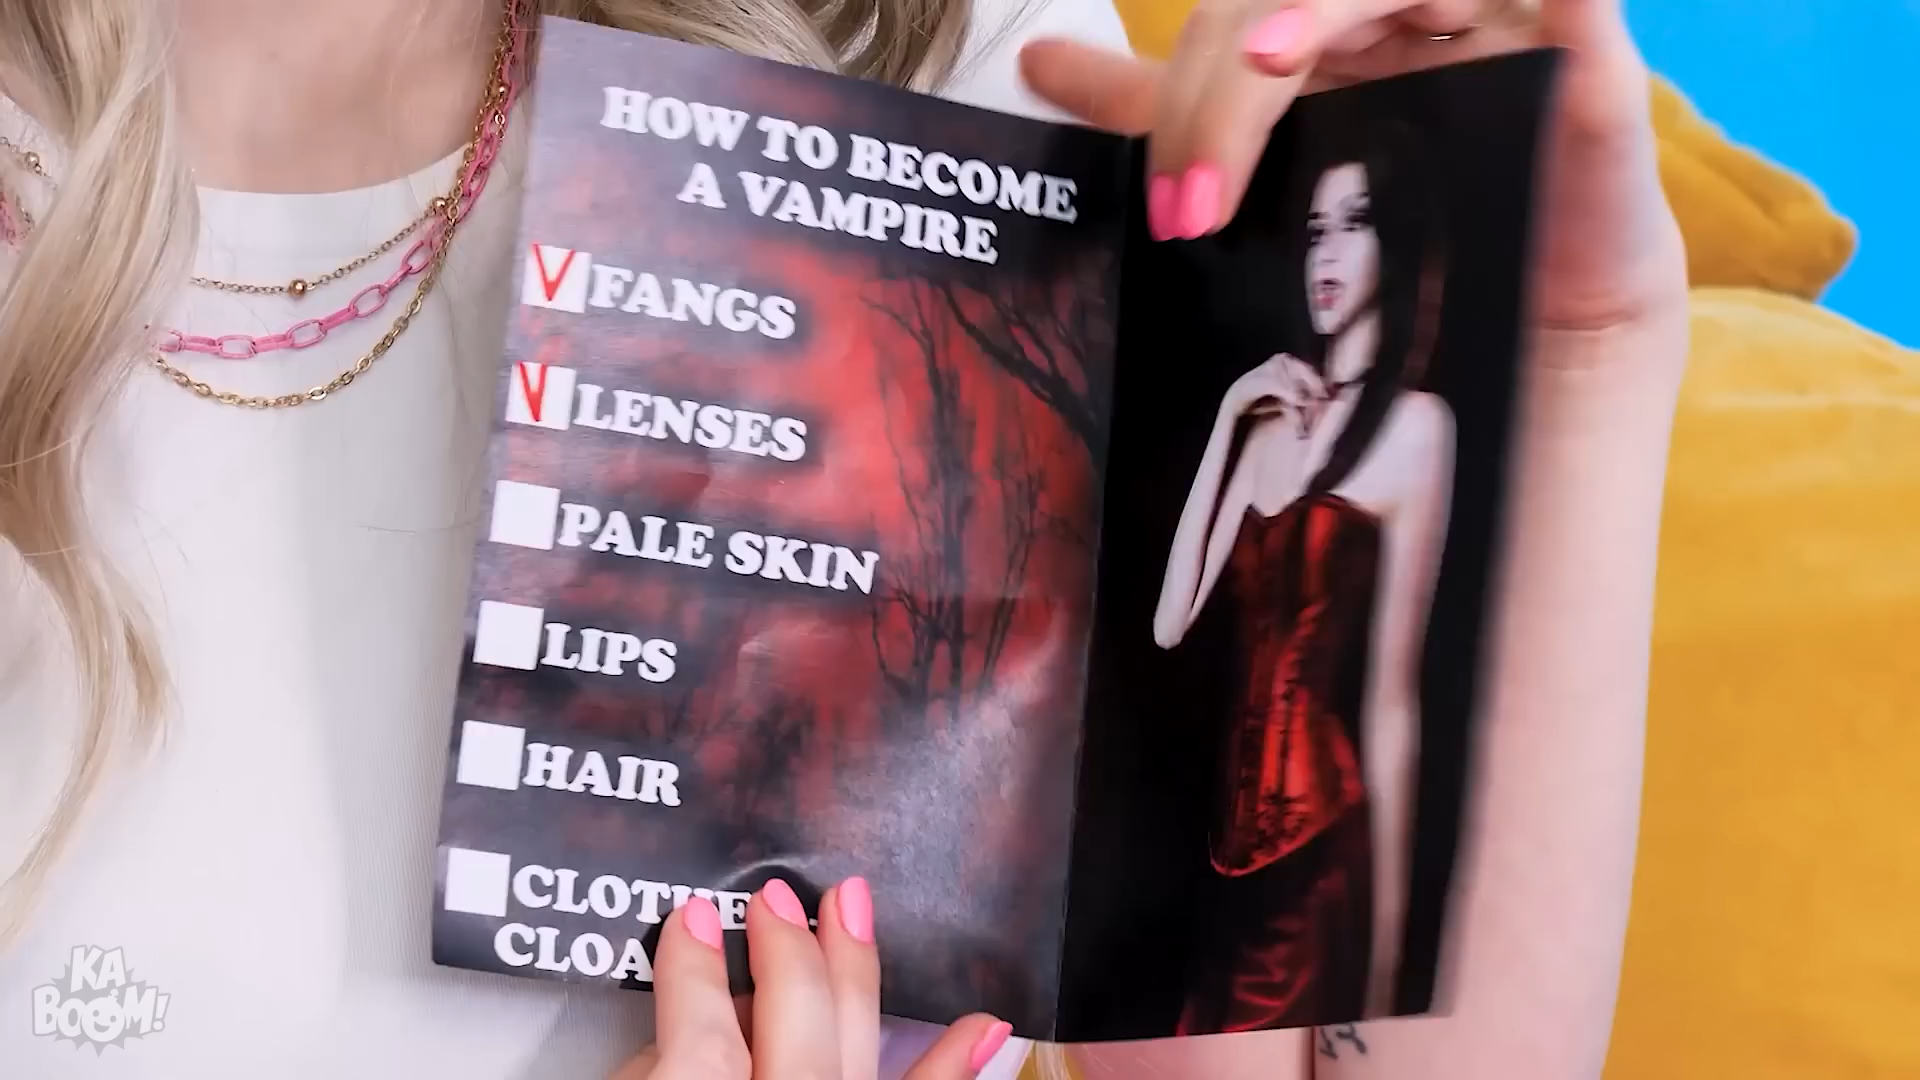 HOW TO BECOME
A VAMPIRE
FANGS
LENSES
PALE SKIN
LIPS
HAIR
KA
BOOM!